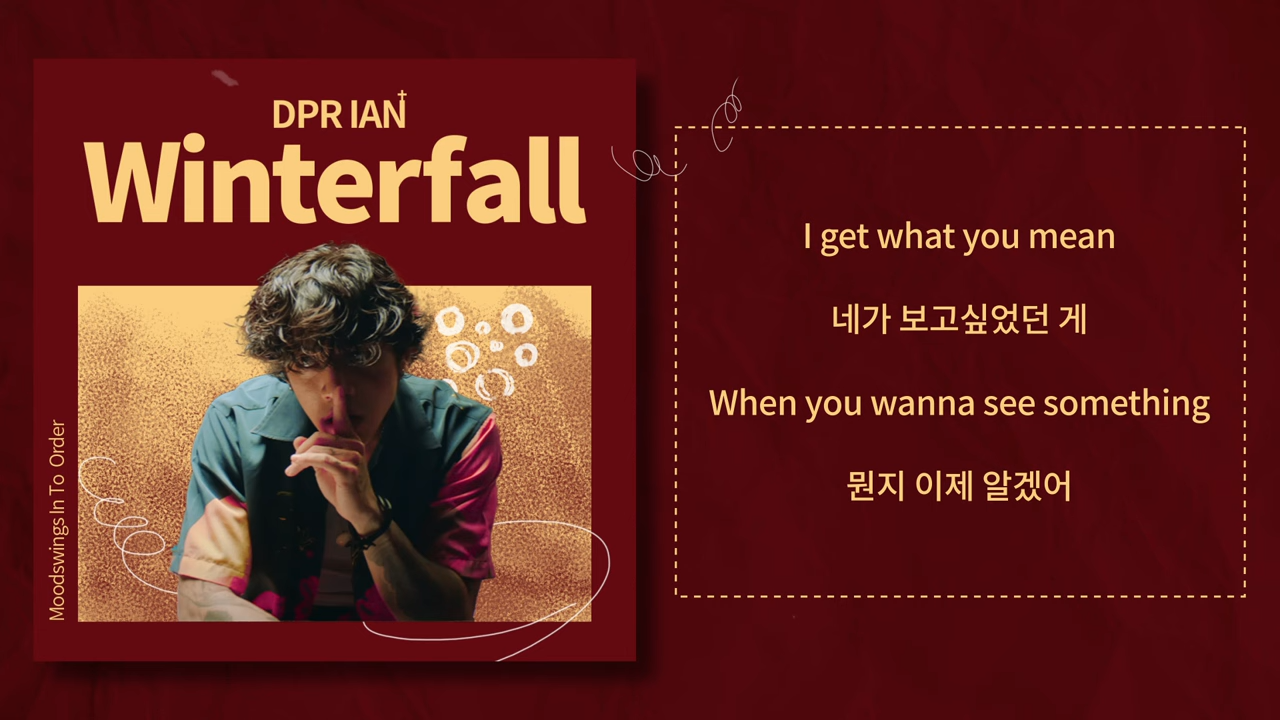 DPR IAN
Winterfall
Moodswings In To Order
I get what you mean
네가 보고싶었던 게
When you wanna see something
뭔지 이제 알겠어